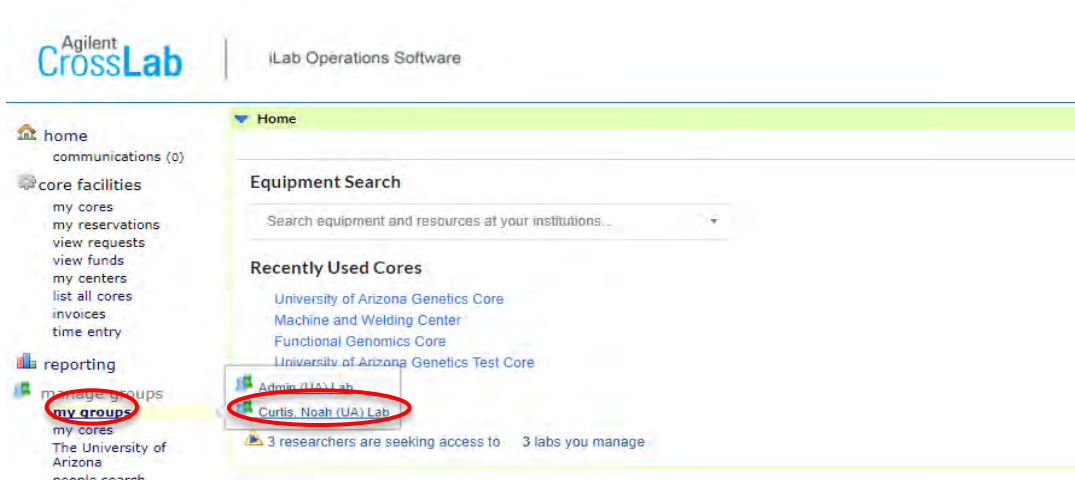 Agilent
CrossLab
iLab Operations Software
home
communications (0)
core facilities
my cores
my reservations
view requests
view funds
my centers
list all cores
invoices
time entry
reporting
manage groups
my groups
my cores
The University of
Arizona
people search
Home
Equipment Search
Search equipment and resources at your institutions...
Recently Used Cores
University of Arizona Genetics Core
Machine and Welding Center
Functional Genomics Core
University of Arizona Genetics Test Core
Admin (UA) Lab
Curtis, Noah (UA) Lab
3 researchers are seeking access to 3 labs you manage